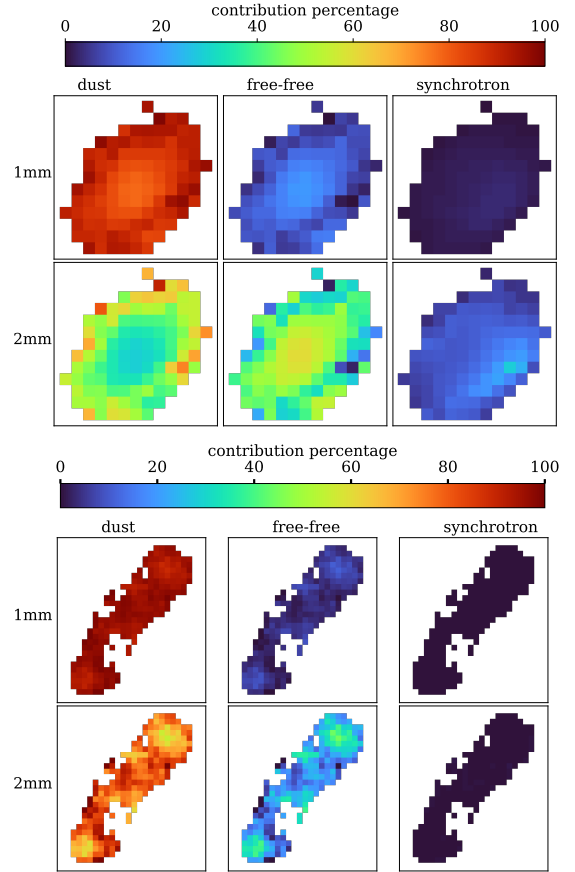 contribution percentage
0 20 40 60 80 100
dust free-free synchrotron
1mm
2mm
contribution percentage
0 20 40 60 80 100
dust free-free synchrotron
1mm
2mm